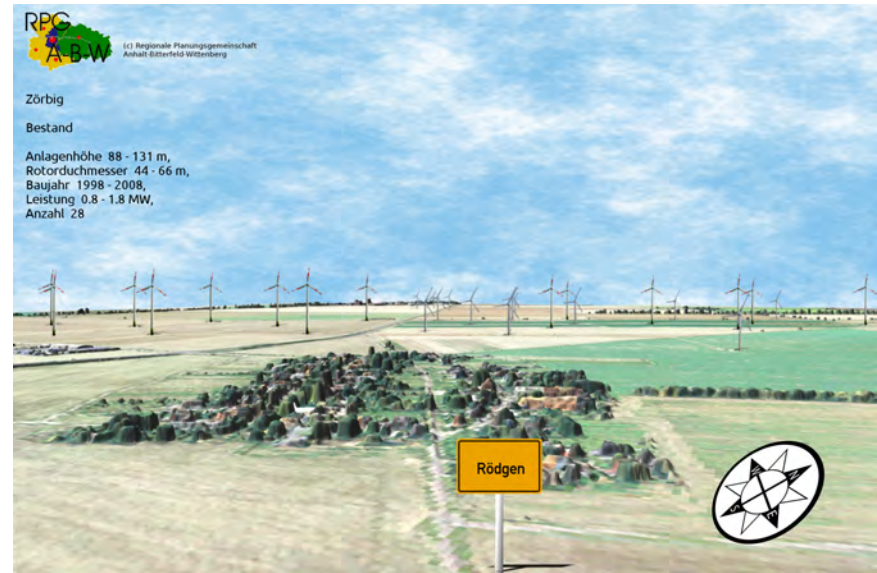 RPG
A-B-W
(c) Regionale Planungsgemeinschaft
Anhalt-Bitterfeld-Wittenberg
Zörbig
Bestand
Anlagenhöhe 88 - 131 m,
Rotorduchmesser 44 - 66 m,
Baujahr 1998 - 2008,
Leistung 0.8 - 1.8 MW,
Anzahl 28
Rödgen
W
N
S
E